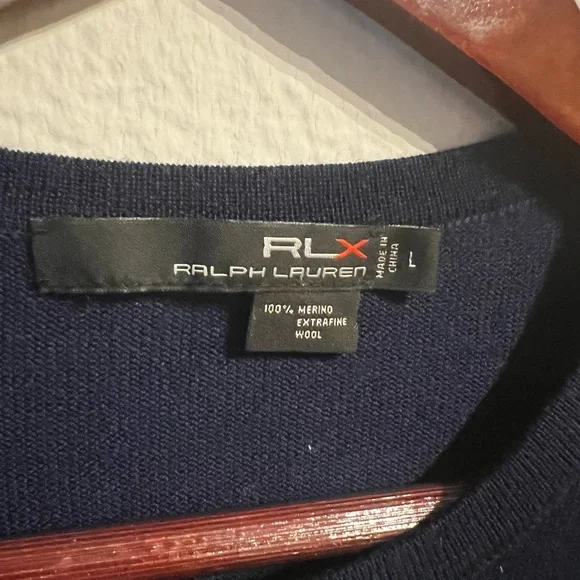 RLX
RALPH LAUREN
MADE IN
CHINA
L
100% MERINO
EXTRAFINE
WOOL